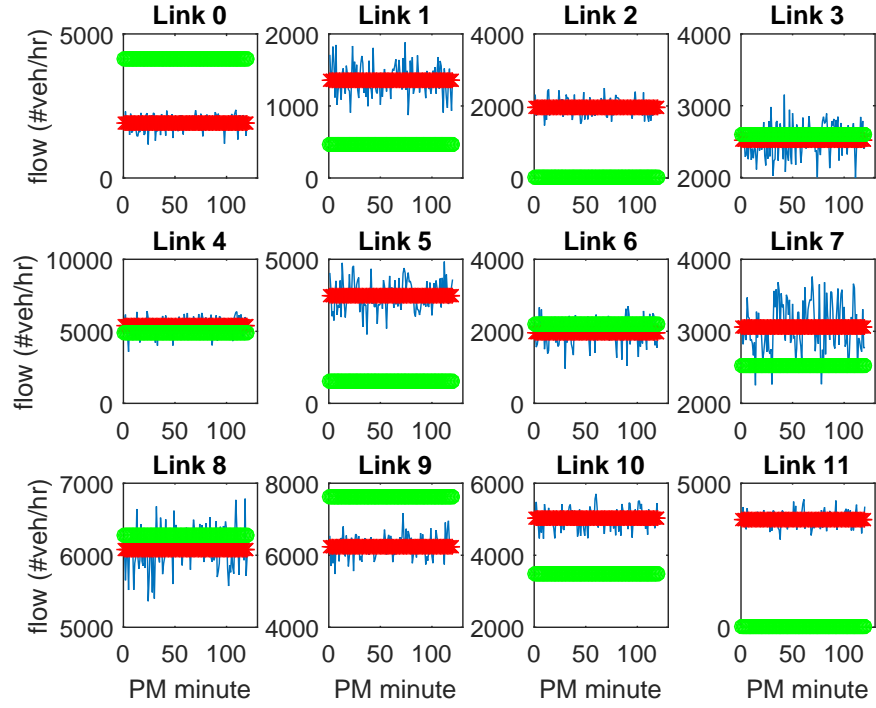 Link 0 Link 1 Link 2 Link 3
5000 2000 4000 4000
flow (#veh/hr)
1000 2000 3000
0 0 0 2000
0 50 100 0 50 100 0 50 100 0 50 100
Link 4 Link 5 Link 6 Link 7
10000 5000 4000 4000
flow (#veh/hr)
5000 2000 3000
0 0 0 2000
0 50 100 0 50 100 0 50 100 0 50 100
Link 8 Link 9 Link 10 Link 11
7000 8000 6000 5000
flow (#veh/hr)
6000 6000 4000
5000 4000 2000 0
0 50 100 0 50 100 0 50 100 0 50 100
PM minute PM minute PM minute PM minute